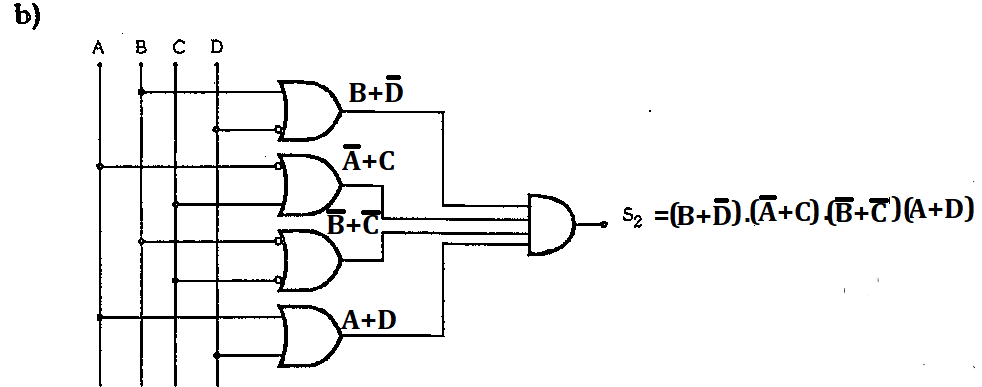 b)
A B C D
B+D̅
A̅+C
B̅+C̅
A+D
S₂ =(B+D̅).(A̅+C).(B̅+C̅)(A+D)